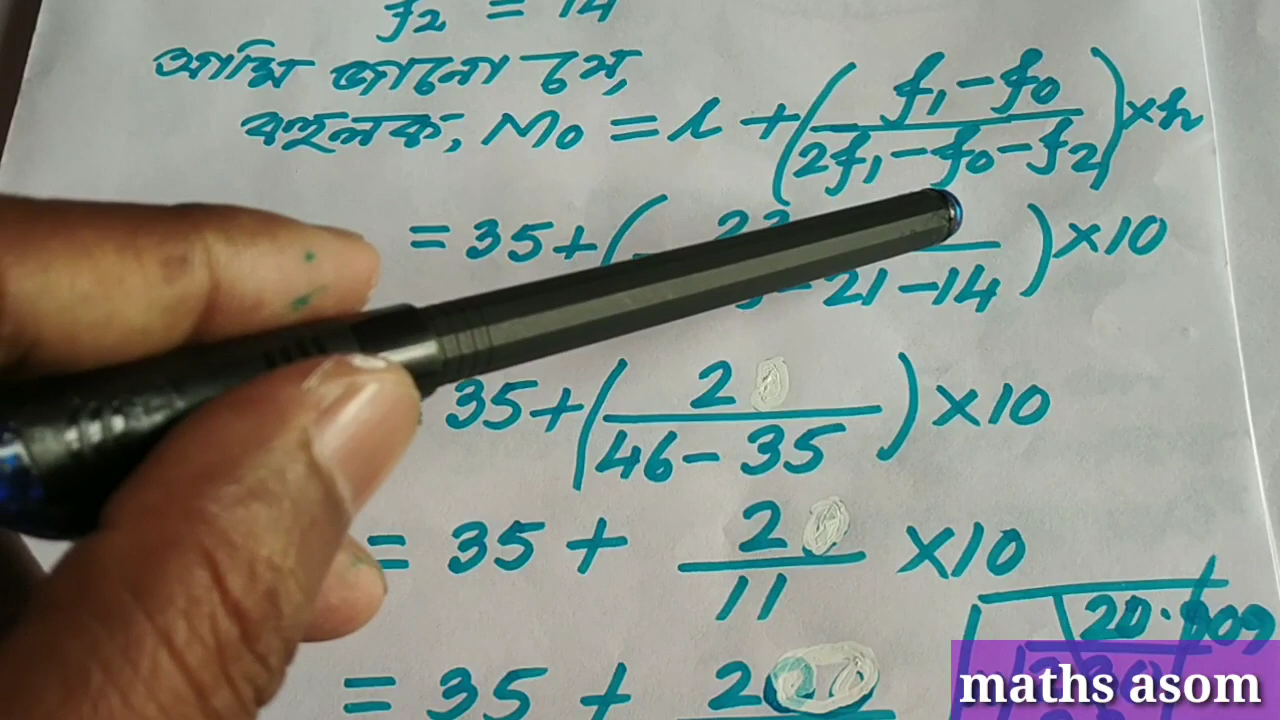 f₂ = 14
আমি জানো যে,
বহুলক, M₀ = l + (f₁ - f₀ / 2f₁ - f₀ - f₂) × h
= 35 + ( 23 / - 21 - 14 ) × 10
35 + ( 2 / 46 - 35 ) × 10
= 35 + 2 / 11 × 10
= 35 + 2
20.909
maths asom